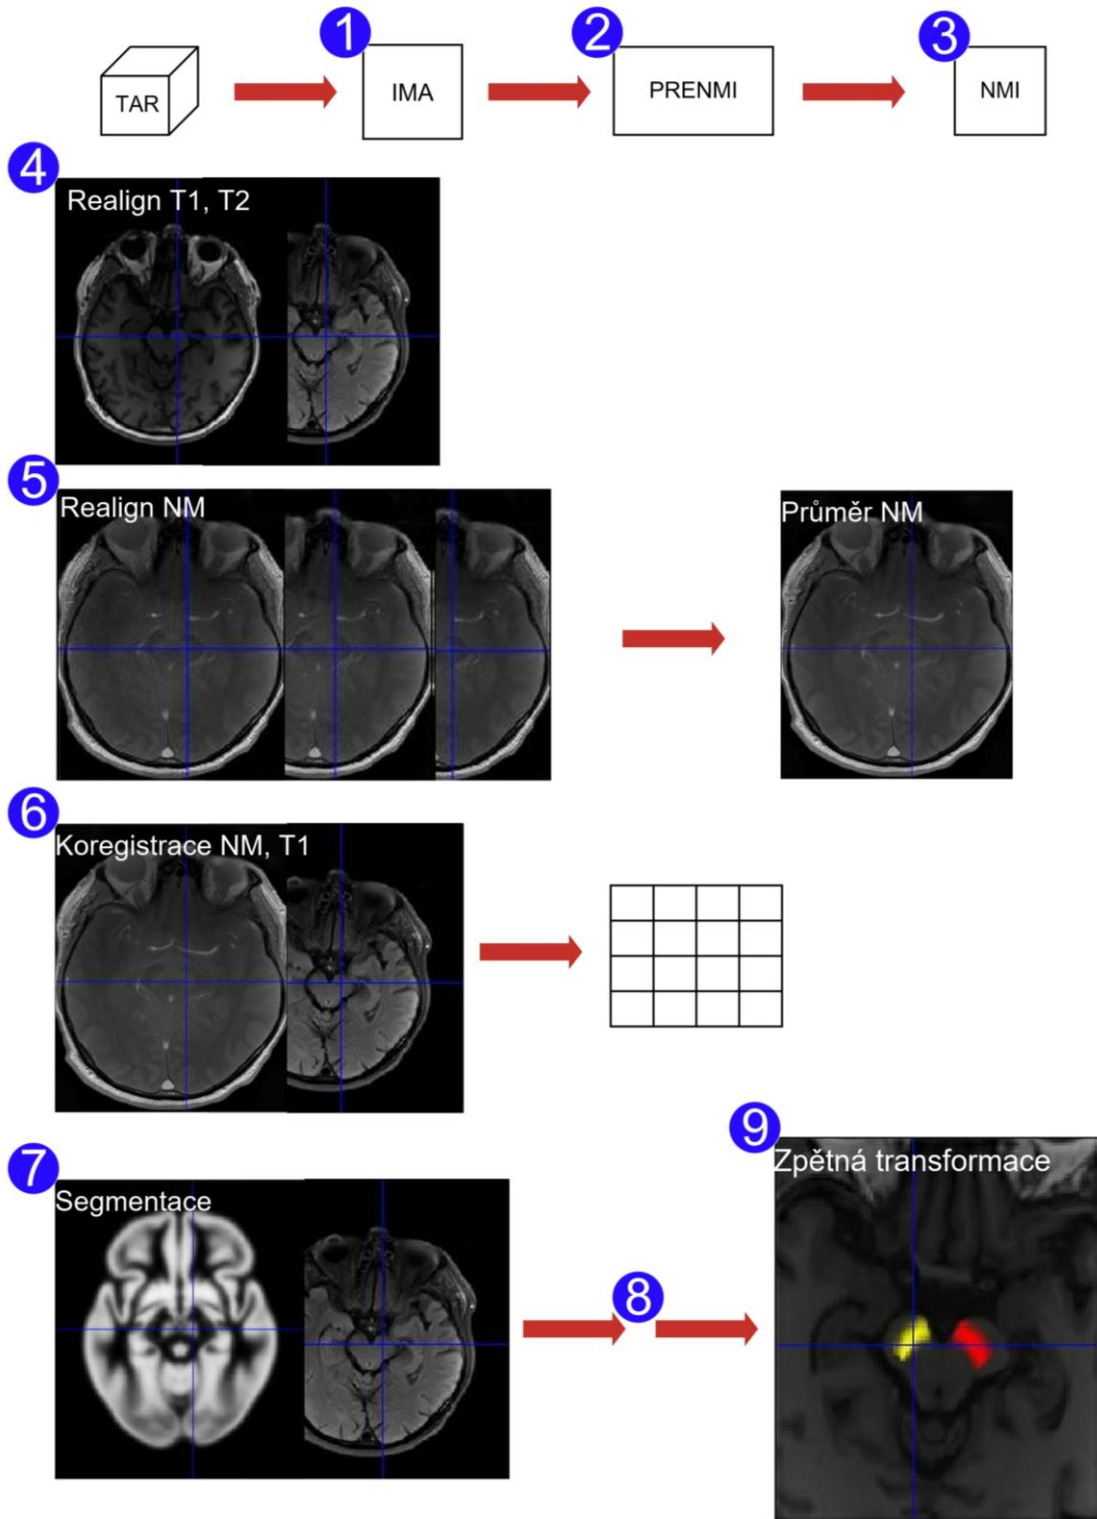 1
2
3
TAR
IMA
PRENMI
NMI
4
Realign T1, T2
5
Realign NM
Průměr NM
6
Koregistrace NM, T1
7
Segmentace
8
9
Zpětná transformace